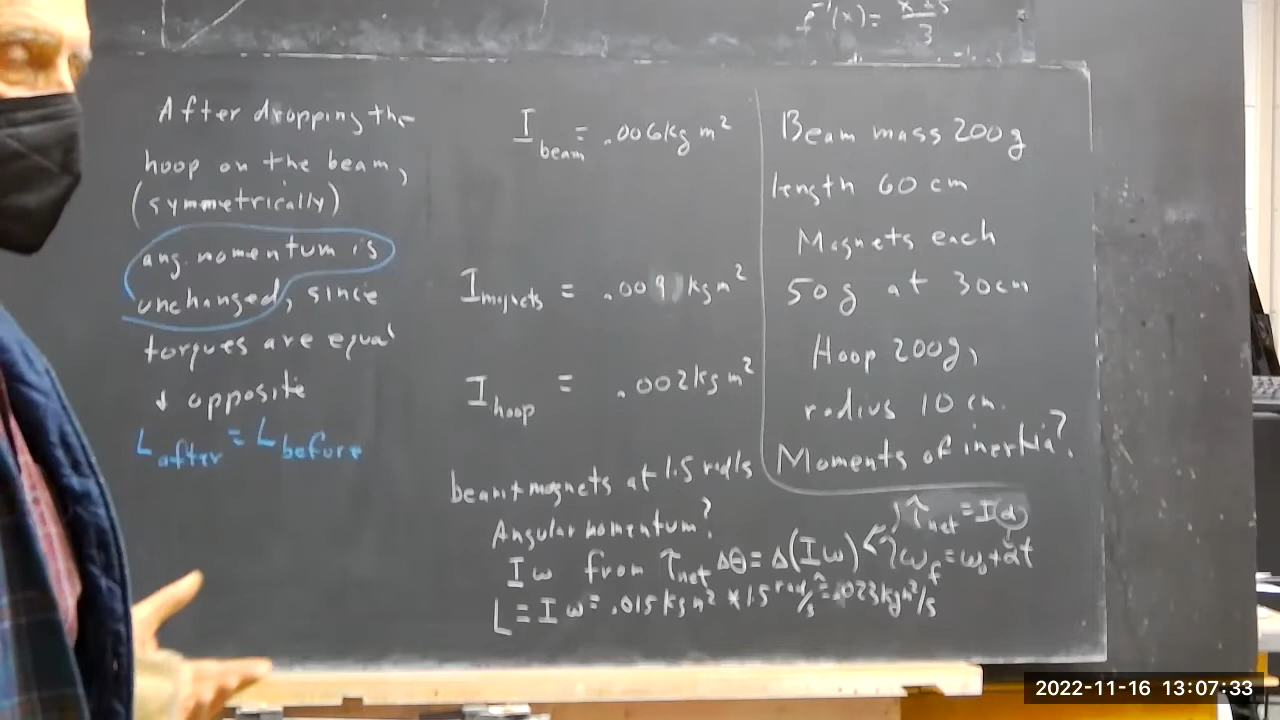 f⁻¹(x) = x+5/3
After dropping the
hoop on the beam,
(symmetrically)
ang. momentum is
unchanged, since
torques are equal
& opposite
L after = L before
I beam = .006 kg m²
I magnets = .009 kg m²
I hoop = .002 kg m²
beam + magnets at 1.5 rad/s
Angular momentum?
Iω from τnet Δθ = Δ(Iω)
L = Iω = .015 kg m² * 1.5 rad/s = .023 kg m²/s
Beam mass 200g
length 60 cm
Magnets each
50 g at 30cm
Hoop 200g,
radius 10 cm.
Moments of inertia?
τnet = I α
ωf = ω₀ + αt
2022-11-16 13:07:33